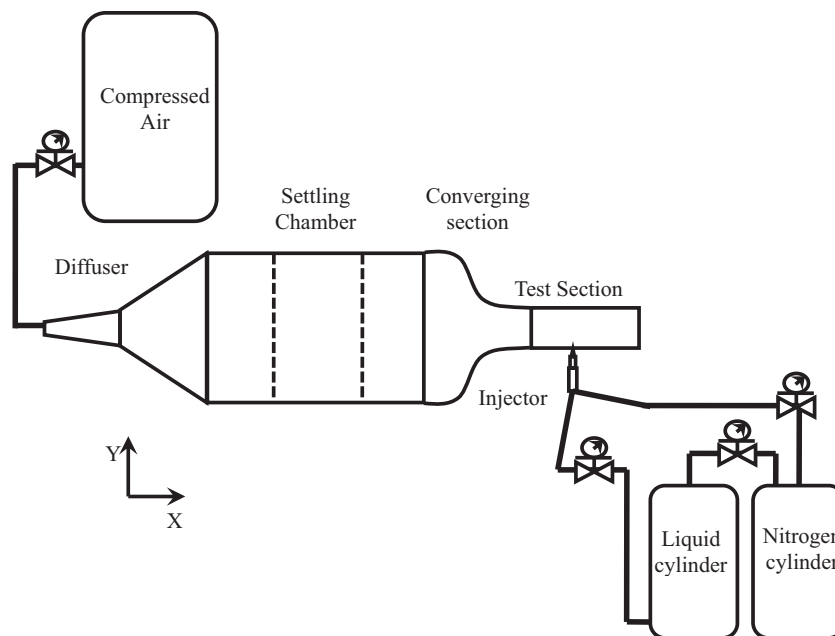 Compressed
Air
Settling
Chamber
Converging
section
Diffuser
Test Section
Injector
Y
X
Liquid
cylinder
Nitrogen
cylinder